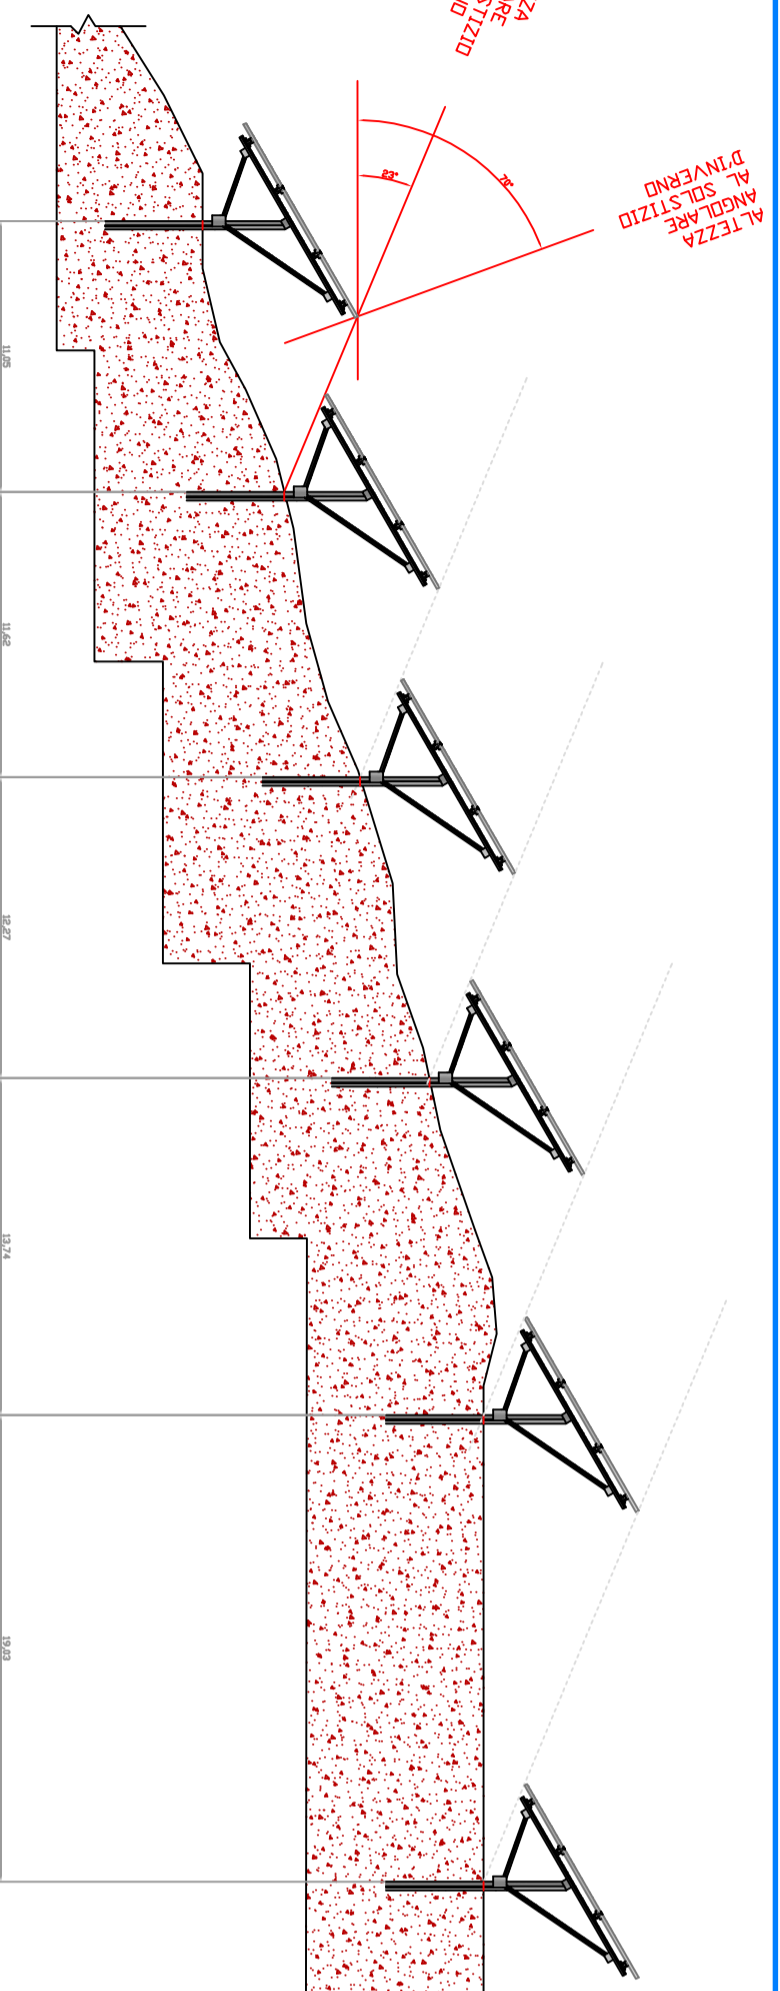 ALTEZZA
ANGOLARE
AL SOLSTIZIO
D'INVERNO
23°
70°
11,05
11,62
12,27
13,74
19,03